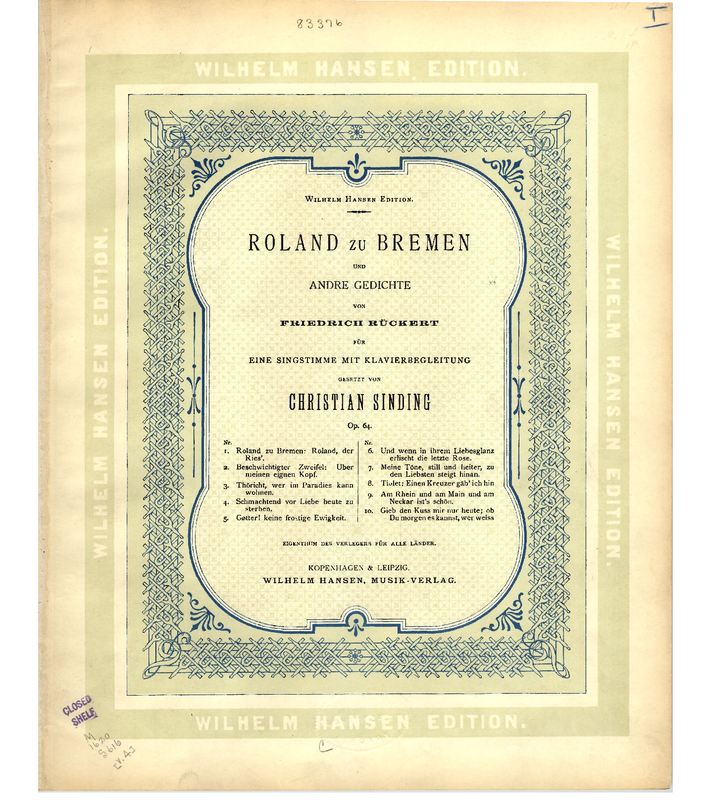 83376
I
WILHELM HANSEN, EDITION.
WILHELM HANSEN EDITION.
WILHELM HANSEN EDITION.
WILHELM HANSEN EDITION.
ROLAND ZU BREMEN
UND
ANDRE GEDICHTE
VON
FRIEDRICH RÜCKERT
FÜR
EINE SINGSTIMME MIT KLAVIERBEGLEITUNG
GESETZT VON
CHRISTIAN SINDING
Op. 64.
Nr.
1. Roland zu Bremen: Roland, der
Ries'.
2. Beschwichtigter Zweifel: Uber
meinen eignen Kopf.
3. Thöricht, wer im Paradies kann
wohnen.
4. Schmachtend vor Liebe heute zu
sterben.
5. Gœtter! keine frostige Ewigkeit.
Nr.
6. Und wenn in ihrem Liebesglanz
erlischt die letzte Rose.
7. Meine Töne, still und heiter, zu
den Liebsten steigt hinan.
8. Tiolet: Einen Kreuzer gäb' ich hin
9. Am Rhein und am Main und am
Neckar ist's schön.
10. Gieb den Kuss mir nur heute; ob
Du morgen es kannst, wer weiss
EIGENTHUM DES VERLEGERS FÜR ALLE LÄNDER.
KOPENHAGEN & LEIPZIG.
WILHELM HANSEN, MUSIK-VERLAG.
WILHELM HANSEN EDITION.
CLOSED
SHELF
M
1620
S616
C